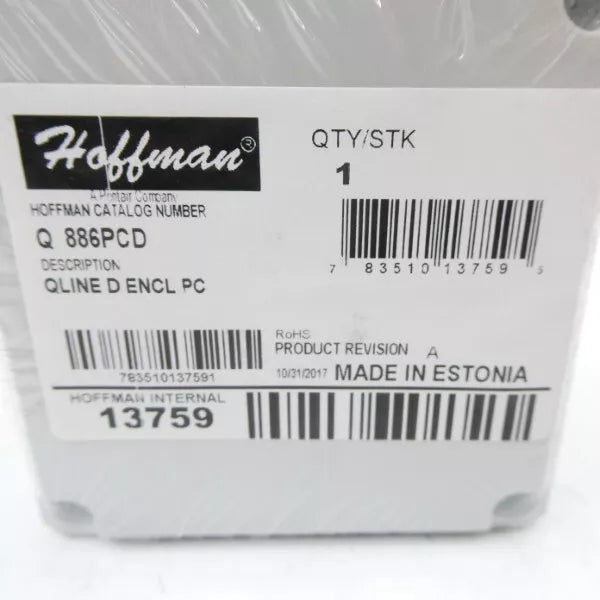 Hoffman®
A Pentair Company
HOFFMAN CATALOG NUMBER
Q 886PCD
DESCRIPTION
QLINE D ENCL PC
QTY/STK
1
7 83510 13759 5
783510137591
RoHS
PRODUCT REVISION A
10/31/2017 MADE IN ESTONIA
HOFFMAN INTERNAL
13759